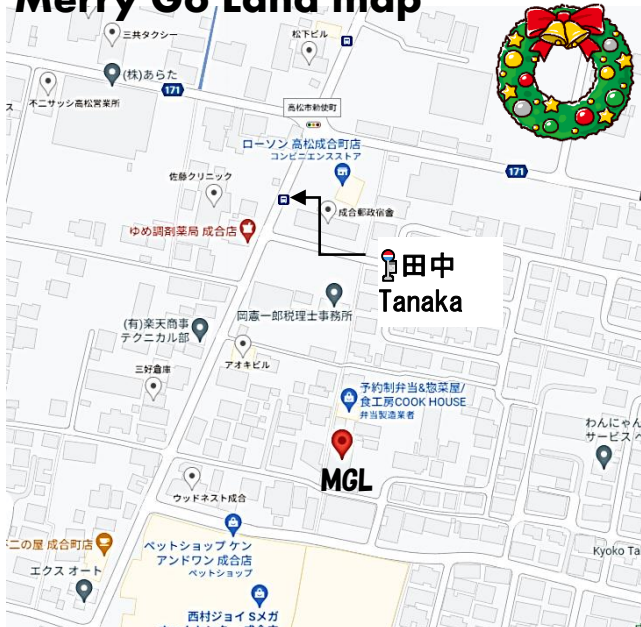 Merry Go Land map
三共タクシー
松下ビル
(株)あらた
171
不二サッシ高松営業所
高松市勅使町
ローソン 高松成合町店
コンビニエンスストア
171
佐藤クリニック
成合郵政宿舎
ゆめ調剤薬局 成合店
田中
Tanaka
岡憲一郎税理士事務所
(有)楽天商事
テクニカル部
アオキビル
三好倉庫
予約制弁当&惣菜屋/
食工房COOK HOUSE
弁当製造業者
わんにゃん
サービス
MGL
ウッドネスト成合
ペットショップ ケン
アンドワン 成合店
ペットショップ
二の屋 成合町店
Kyoko Ta
エクス オート
西村ジョイ Sメガ